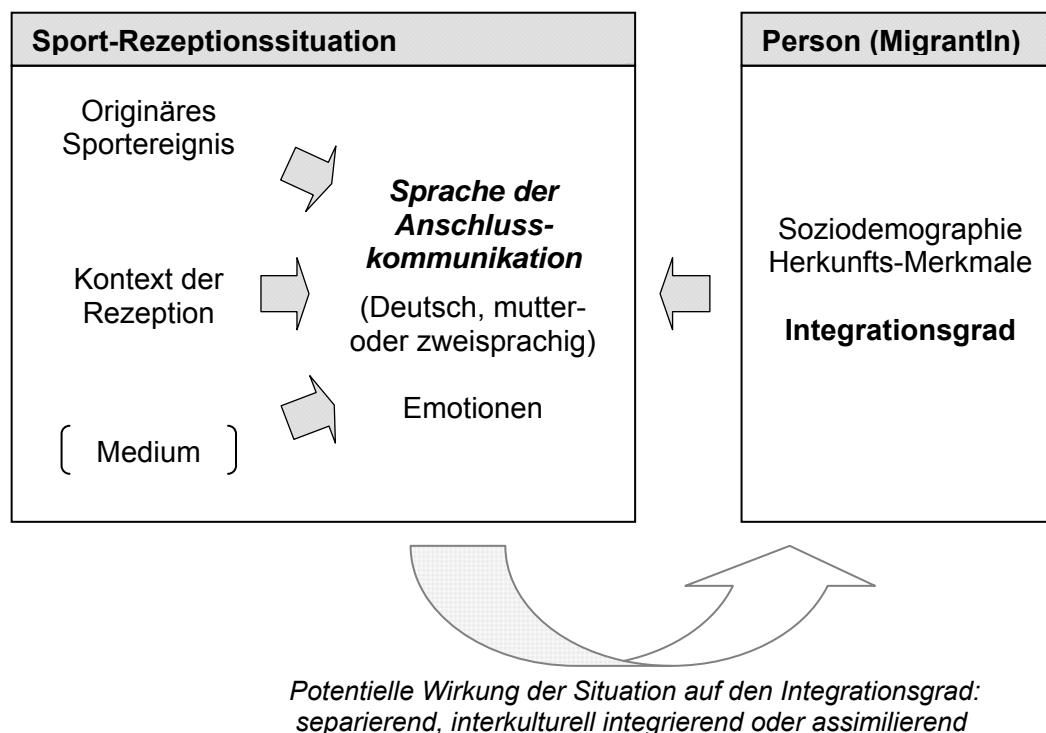 Sport-Rezeptionssituation
Originäres
Sportereignis
Kontext der
Rezeption
Medium
Sprache der
Anschluss-
kommunikation
(Deutsch, mutter-
oder zweisprachig)
Emotionen
Person (MigrantIn)
Soziodemographie
Herkunfts-Merkmale
Integrationsgrad
Potentielle Wirkung der Situation auf den Integrationsgrad:
separierend, interkulturell integrierend oder assimilierend